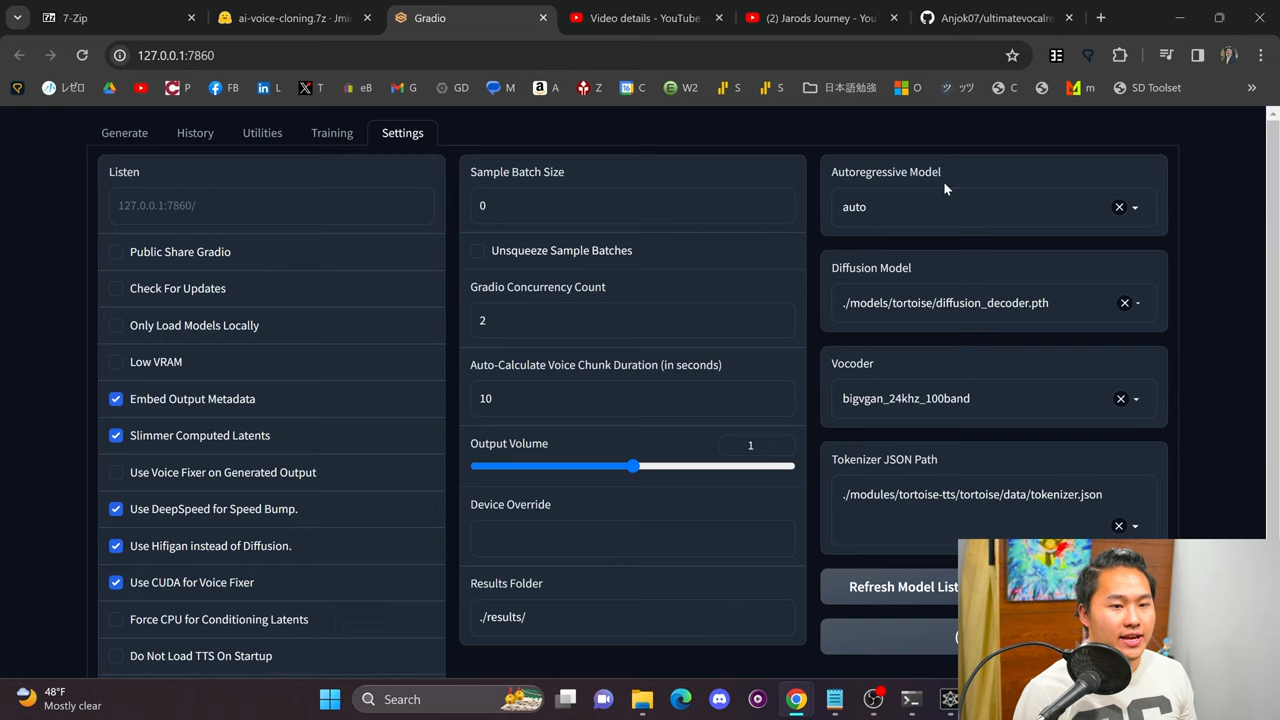 7-Zip
ai-voice-cloning.7z · Jmic
Gradio
Video details - YouTube
(2) Jarods Journey - You
Anjok07/ultimatevocalre
127.0.0.1:7860
レゼロ
P
FB
L
T
eB
G
GD
M
A
Z
C
W2
S
S
日本語勉強
O
ッツ
C
m
SD Toolset
Generate
History
Utilities
Training
Settings
Listen
127.0.0.1:7860/
Public Share Gradio
Check For Updates
Only Load Models Locally
Low VRAM
Embed Output Metadata
Slimmer Computed Latents
Use Voice Fixer on Generated Output
Use DeepSpeed for Speed Bump.
Use Hifigan instead of Diffusion.
Use CUDA for Voice Fixer
Force CPU for Conditioning Latents
Do Not Load TTS On Startup
Sample Batch Size
0
Unsqueeze Sample Batches
Gradio Concurrency Count
2
Auto-Calculate Voice Chunk Duration (in seconds)
10
Output Volume
1
Device Override
Results Folder
./results/
Autoregressive Model
auto
Diffusion Model
./models/tortoise/diffusion_decoder.pth
Vocoder
bigvgan_24khz_100band
Tokenizer JSON Path
./modules/tortoise-tts/tortoise/data/tokenizer.json
Refresh Model List
48°F
Mostly clear
Search